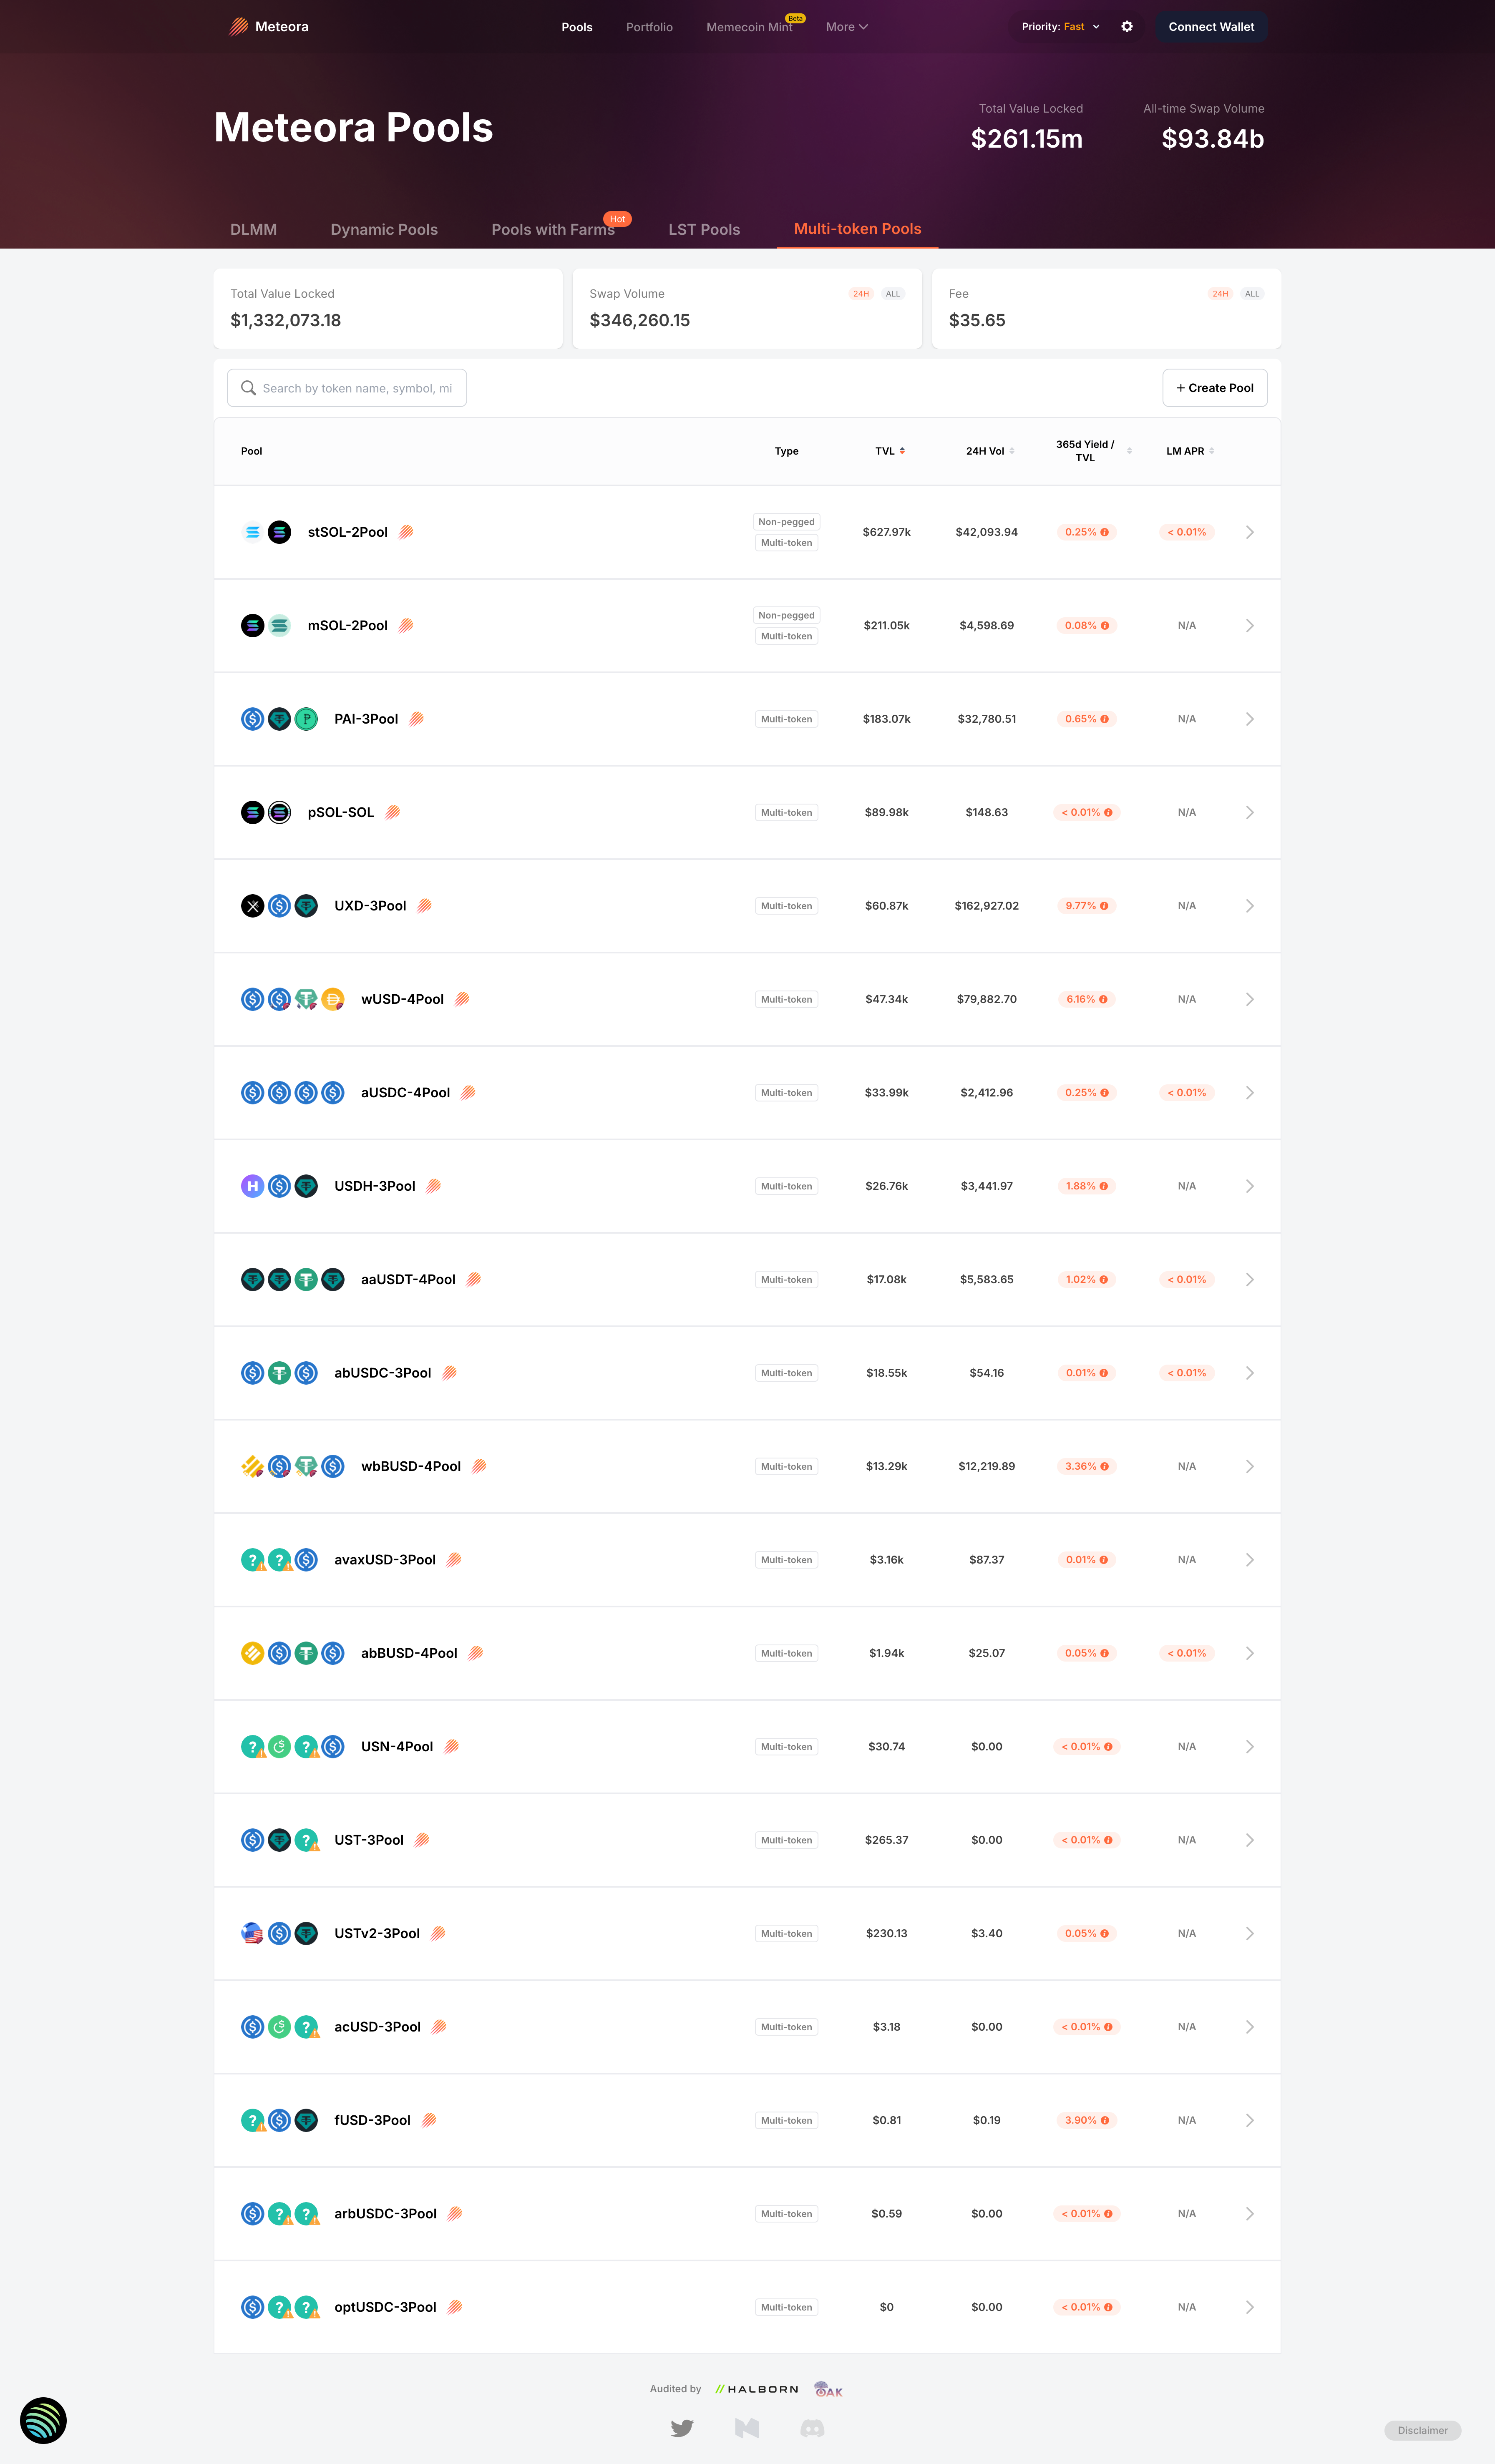 Meteora
Pools
Portfolio
Memecoin Mint
Beta
More
Priority: Fast
Connect Wallet
Meteora Pools
Total Value Locked
$261.15m
All-time Swap Volume
$93.84b
DLMM
Dynamic Pools
Pools with Farms
Hot
LST Pools
Multi-token Pools
Total Value Locked
$1,332,073.18
Swap Volume
24H ALL
$346,260.15
Fee
24H ALL
$35.65
Search by token name, symbol, mi
+ Create Pool
Pool Type TVL 24H Vol 365d Yield / TVL LM APR
stSOL-2Pool Non-pegged Multi-token $627.97k $42,093.94 0.25% < 0.01%
mSOL-2Pool Non-pegged Multi-token $211.05k $4,598.69 0.08% N/A
PAI-3Pool Multi-token $183.07k $32,780.51 0.65% N/A
pSOL-SOL Multi-token $89.98k $148.63 < 0.01% N/A
UXD-3Pool Multi-token $60.87k $162,927.02 9.77% N/A
wUSD-4Pool Multi-token $47.34k $79,882.70 6.16% N/A
aUSDC-4Pool Multi-token $33.99k $2,412.96 0.25% < 0.01%
USDH-3Pool Multi-token $26.76k $3,441.97 1.88% N/A
aaUSDT-4Pool Multi-token $17.08k $5,583.65 1.02% < 0.01%
abUSDC-3Pool Multi-token $18.55k $54.16 0.01% < 0.01%
wbBUSD-4Pool Multi-token $13.29k $12,219.89 3.36% N/A
avaxUSD-3Pool Multi-token $3.16k $87.37 0.01% N/A
abBUSD-4Pool Multi-token $1.94k $25.07 0.05% < 0.01%
USN-4Pool Multi-token $30.74 $0.00 < 0.01% N/A
UST-3Pool Multi-token $265.37 $0.00 < 0.01% N/A
USTv2-3Pool Multi-token $230.13 $3.40 0.05% N/A
acUSD-3Pool Multi-token $3.18 $0.00 < 0.01% N/A
fUSD-3Pool Multi-token $0.81 $0.19 3.90% N/A
arbUSDC-3Pool Multi-token $0.59 $0.00 < 0.01% N/A
optUSDC-3Pool Multi-token $0 $0.00 < 0.01% N/A
Audited by HALBORN OAK
Disclaimer